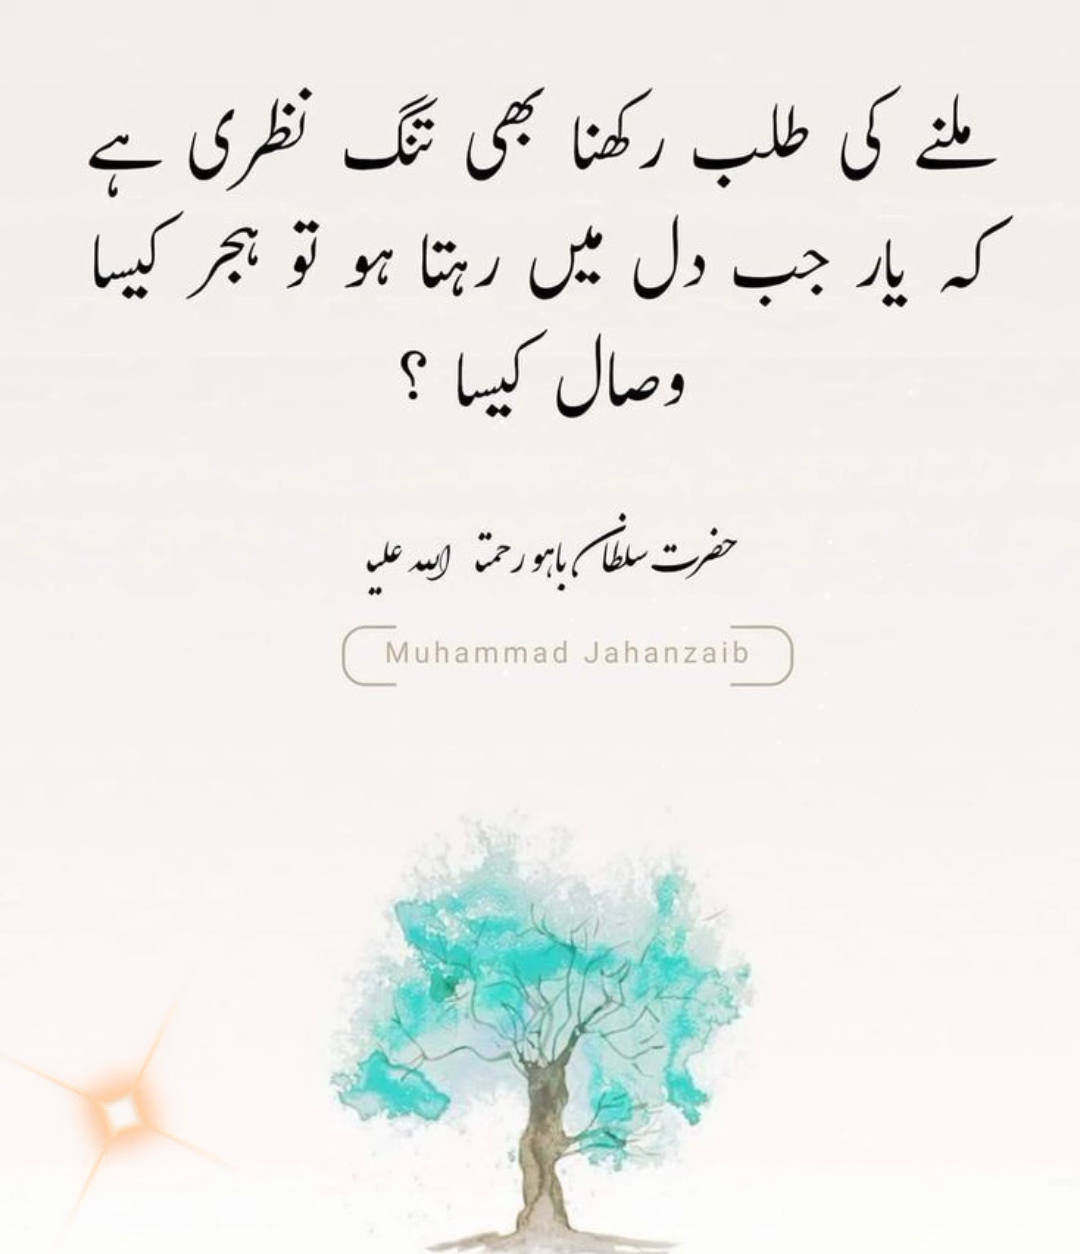 ملنے کی طلب رکھنا بھی تنگ نظری ہے
کہ یار جب دل میں رہتا ہو تو ہجر کیسا
وصال کیسا ؟
حضرت سلطان باہو رحمتہ اللہ علیہ
Muhammad Jahanzaib